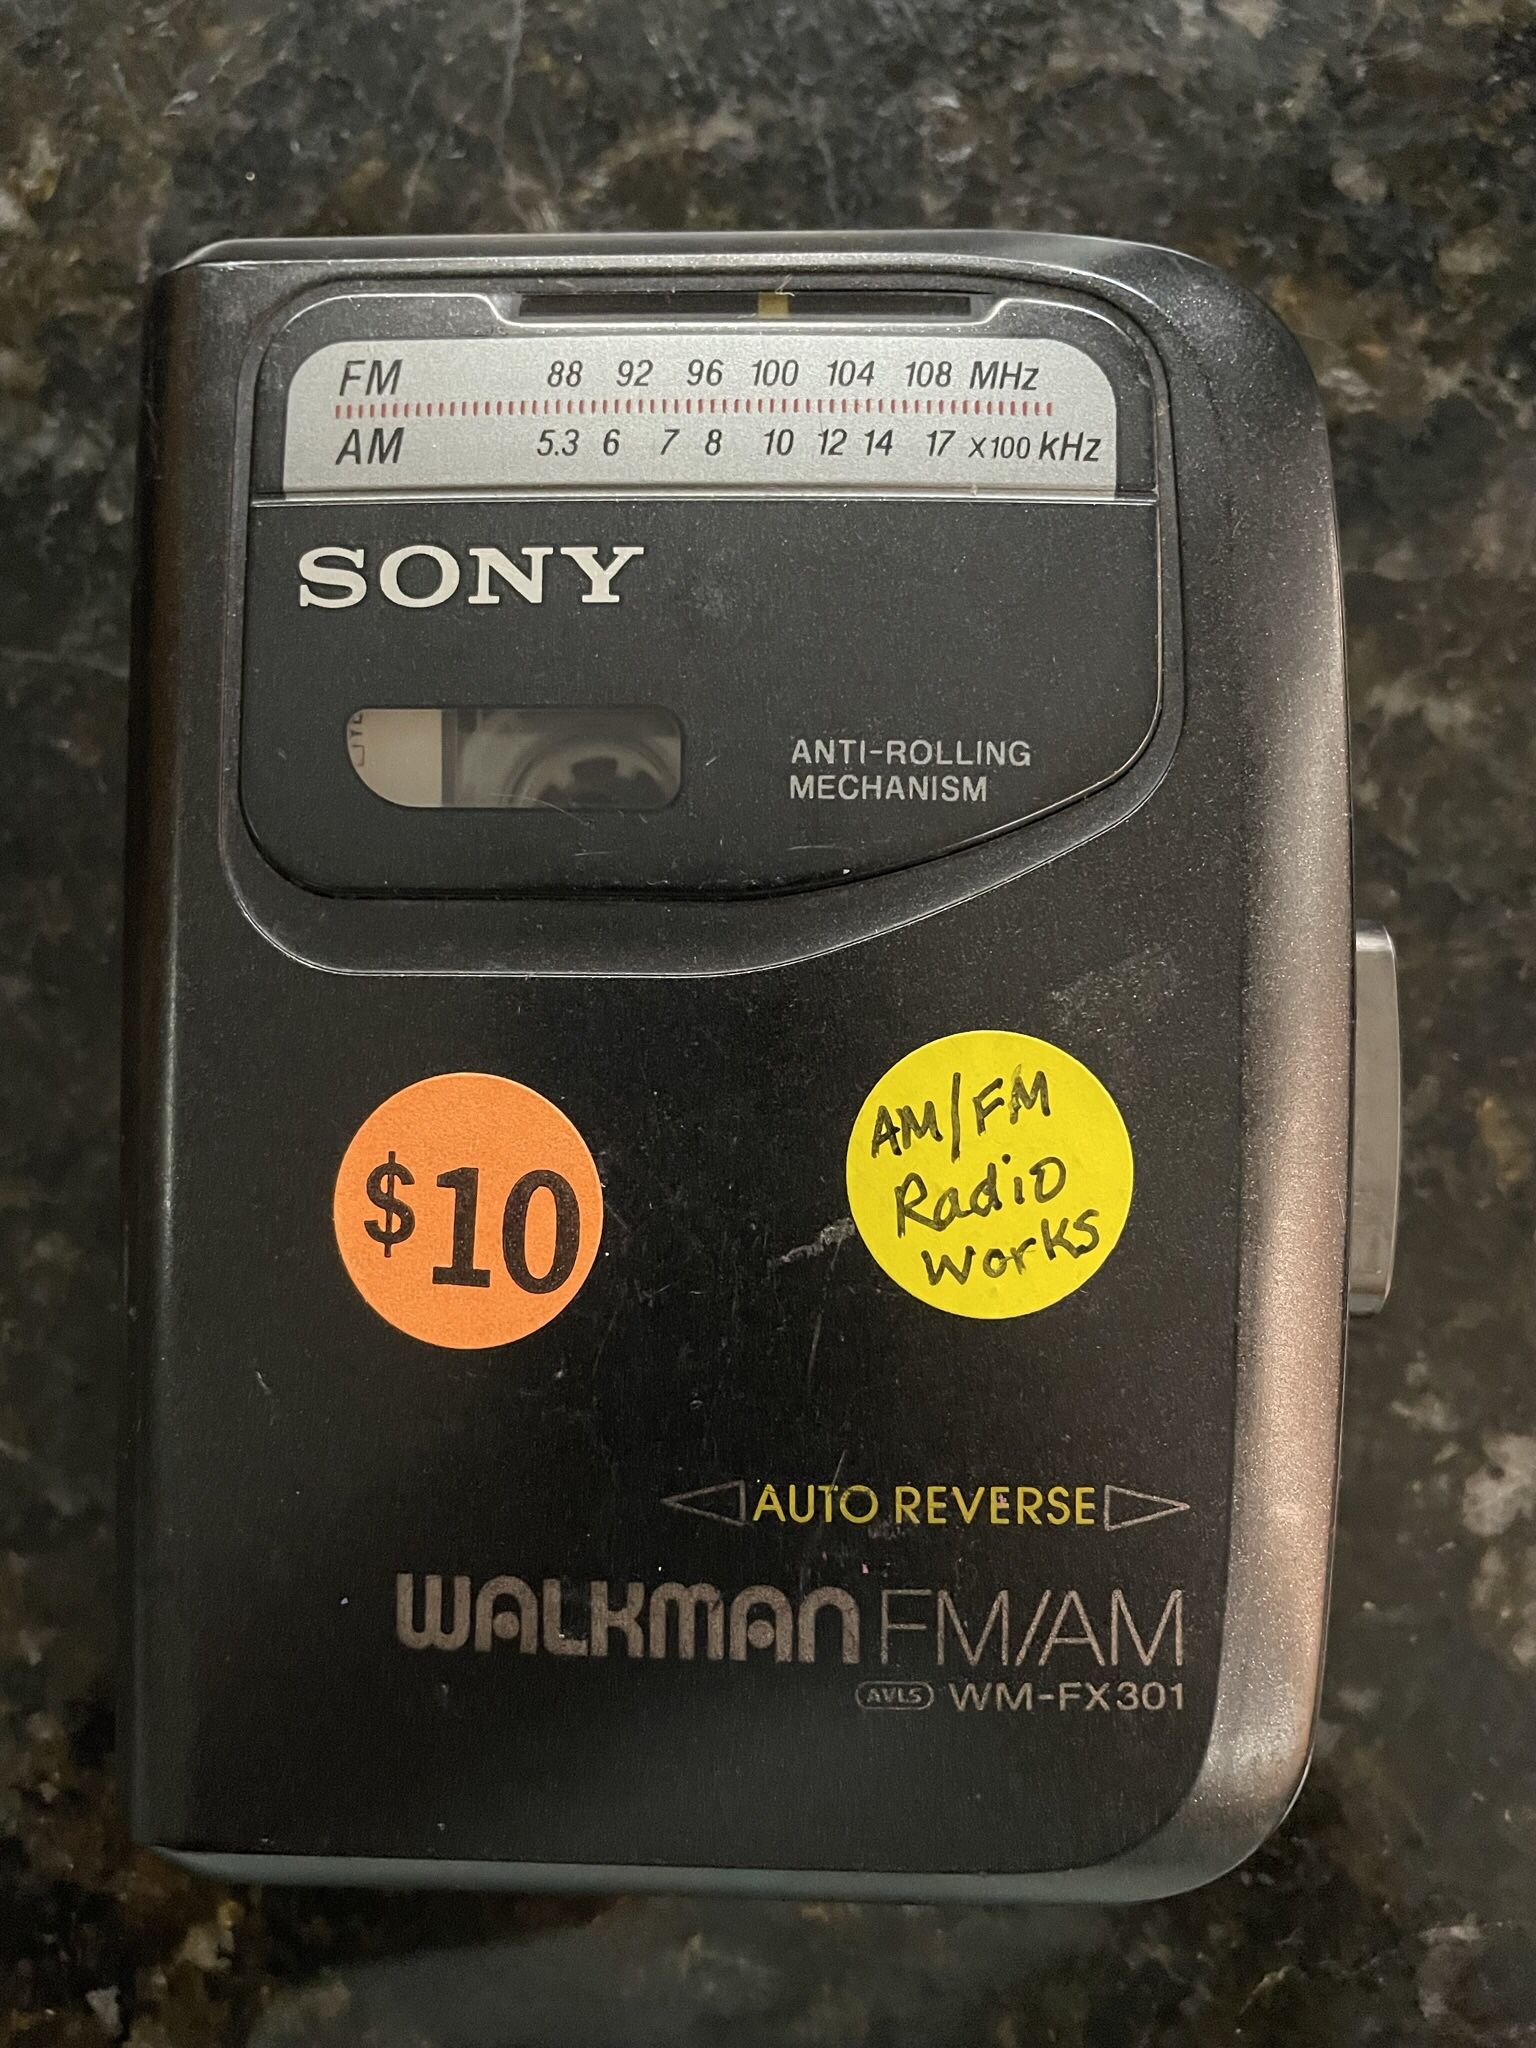 FM 88 92 96 100 104 108 MHz
AM 5.3 6 7 8 10 12 14 17 X100 kHz
SONY
ANTI-ROLLING
MECHANISM
$10
AM/FM
Radio
works
AUTO REVERSE
WALKMAN FM/AM
AVLS WM-FX301